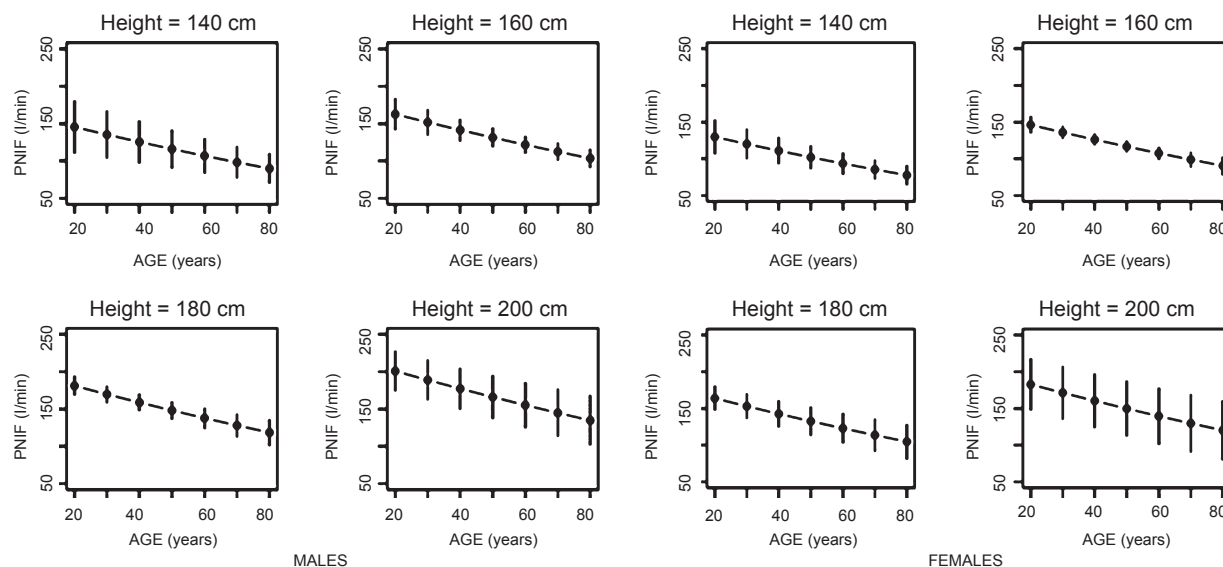 Height = 140 cm
250
150
50
PNIF (l/min)
20 40 60 80
AGE (years)
Height = 160 cm
250
150
50
PNIF (l/min)
20 40 60 80
AGE (years)
Height = 140 cm
250
150
50
PNIF (l/min)
20 40 60 80
AGE (years)
Height = 160 cm
250
150
50
PNIF (l/min)
20 40 60 80
AGE (years)
Height = 180 cm
250
150
50
PNIF (l/min)
20 40 60 80
AGE (years)
Height = 200 cm
250
150
50
PNIF (l/min)
20 40 60 80
AGE (years)
MALES
Height = 180 cm
250
150
50
PNIF (l/min)
20 40 60 80
AGE (years)
Height = 200 cm
250
150
50
PNIF (l/min)
20 40 60 80
AGE (years)
FEMALES